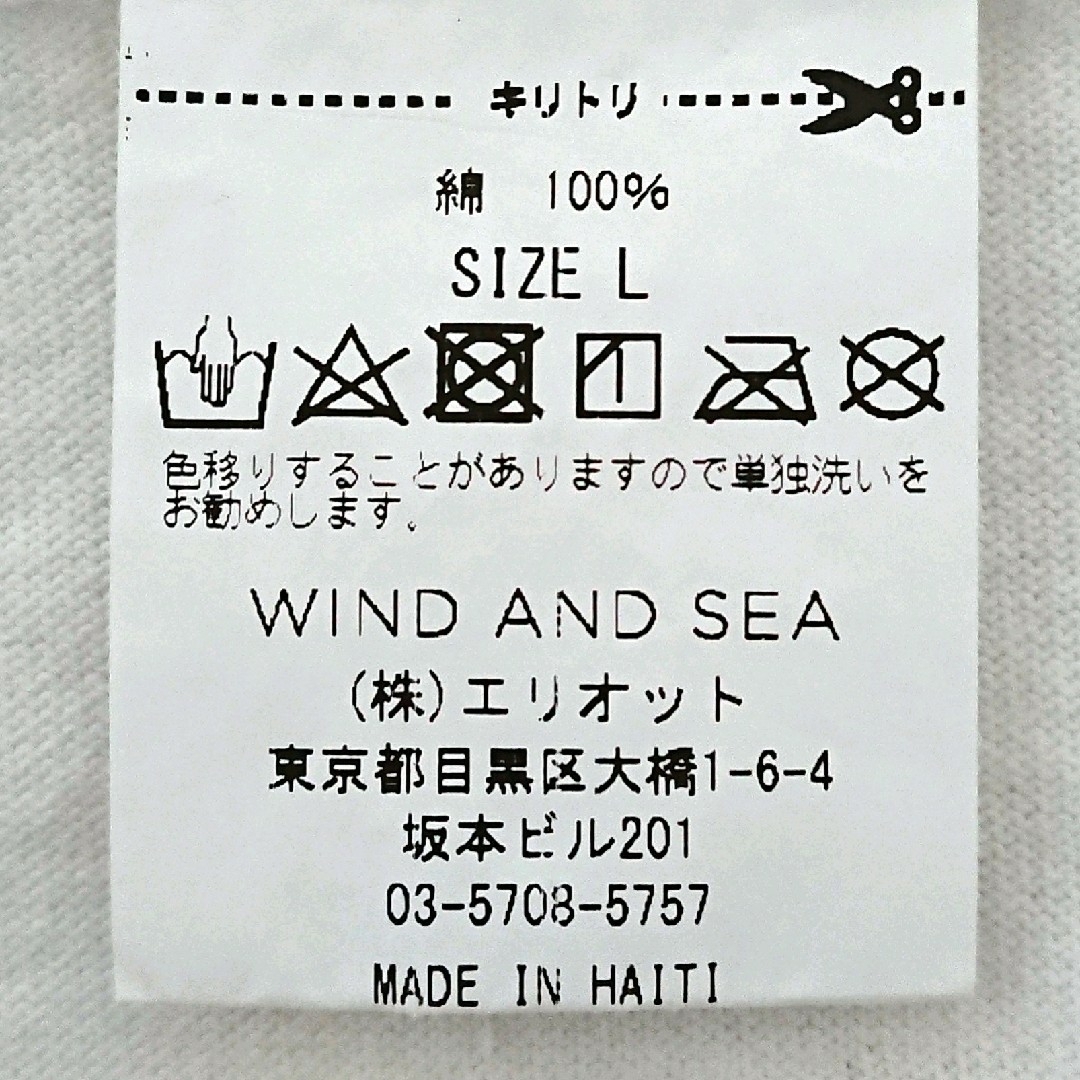 キリトリ
綿　100%
SIZE L
色移りすることがありますので単独洗いを
お勧めします。
WIND AND SEA
(株)エリオット
東京都目黒区大橋1-6-4
坂本ビル201
03-5708-5757
MADE IN HAITI